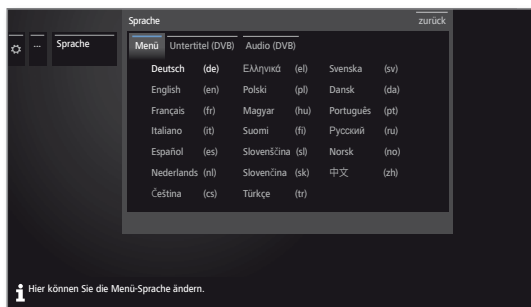 Sprache zurück
... Sprache
Menü Untertitel (DVB) Audio (DVB)
Deutsch (de) Ελληνικά (el) Svenska (sv)
English (en) Polski (pl) Dansk (da)
Français (fr) Magyar (hu) Português (pt)
Italiano (it) Suomi (fi) Русский (ru)
Español (es) Slovenščina (sl) Norsk (no)
Nederlands (nl) Slovenčina (sk) 中文 (zh)
Čeština (cs) Türkçe (tr)
i Hier können Sie die Menü-Sprache ändern.